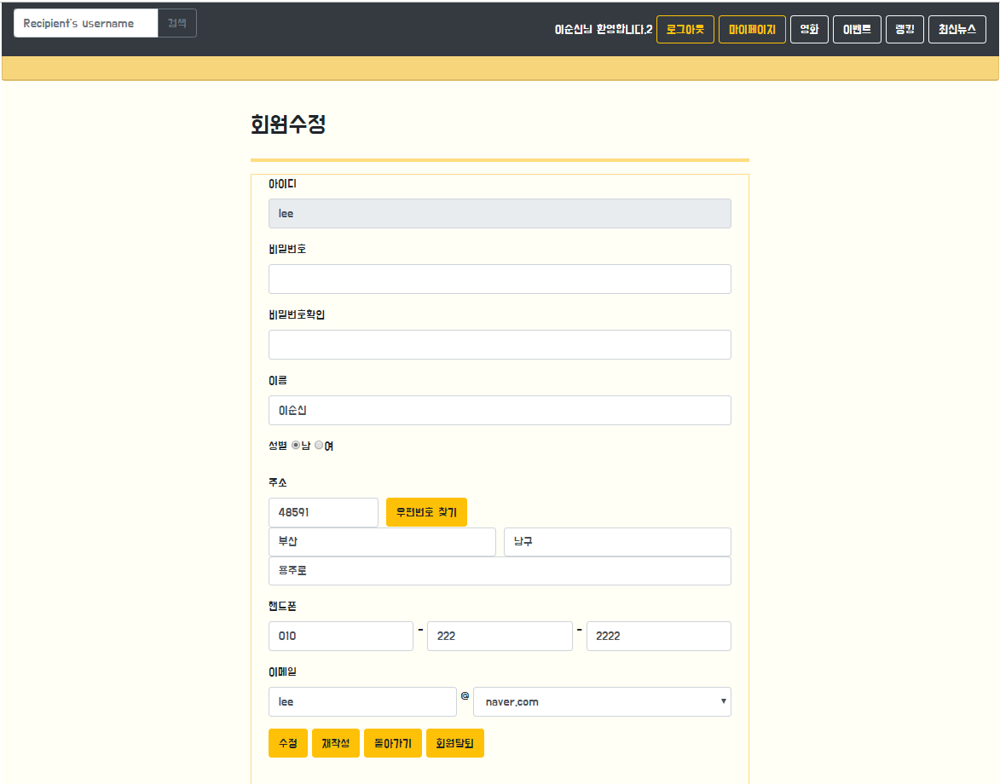 Recipient's username 검색 이순신님 환영합니다.2 로그아웃 마이페이지 영화 이벤트 랭킹 최신뉴스
회원수정
아이디
lee
비밀번호
비밀번호확인
이름
이순신
성별 남 여
주소
48591 우편번호 찾기
부산 남구
용주로
핸드폰
010 - 222 - 2222
이메일
lee @ naver.com
수정 재작성 돌아가기 회원탈퇴